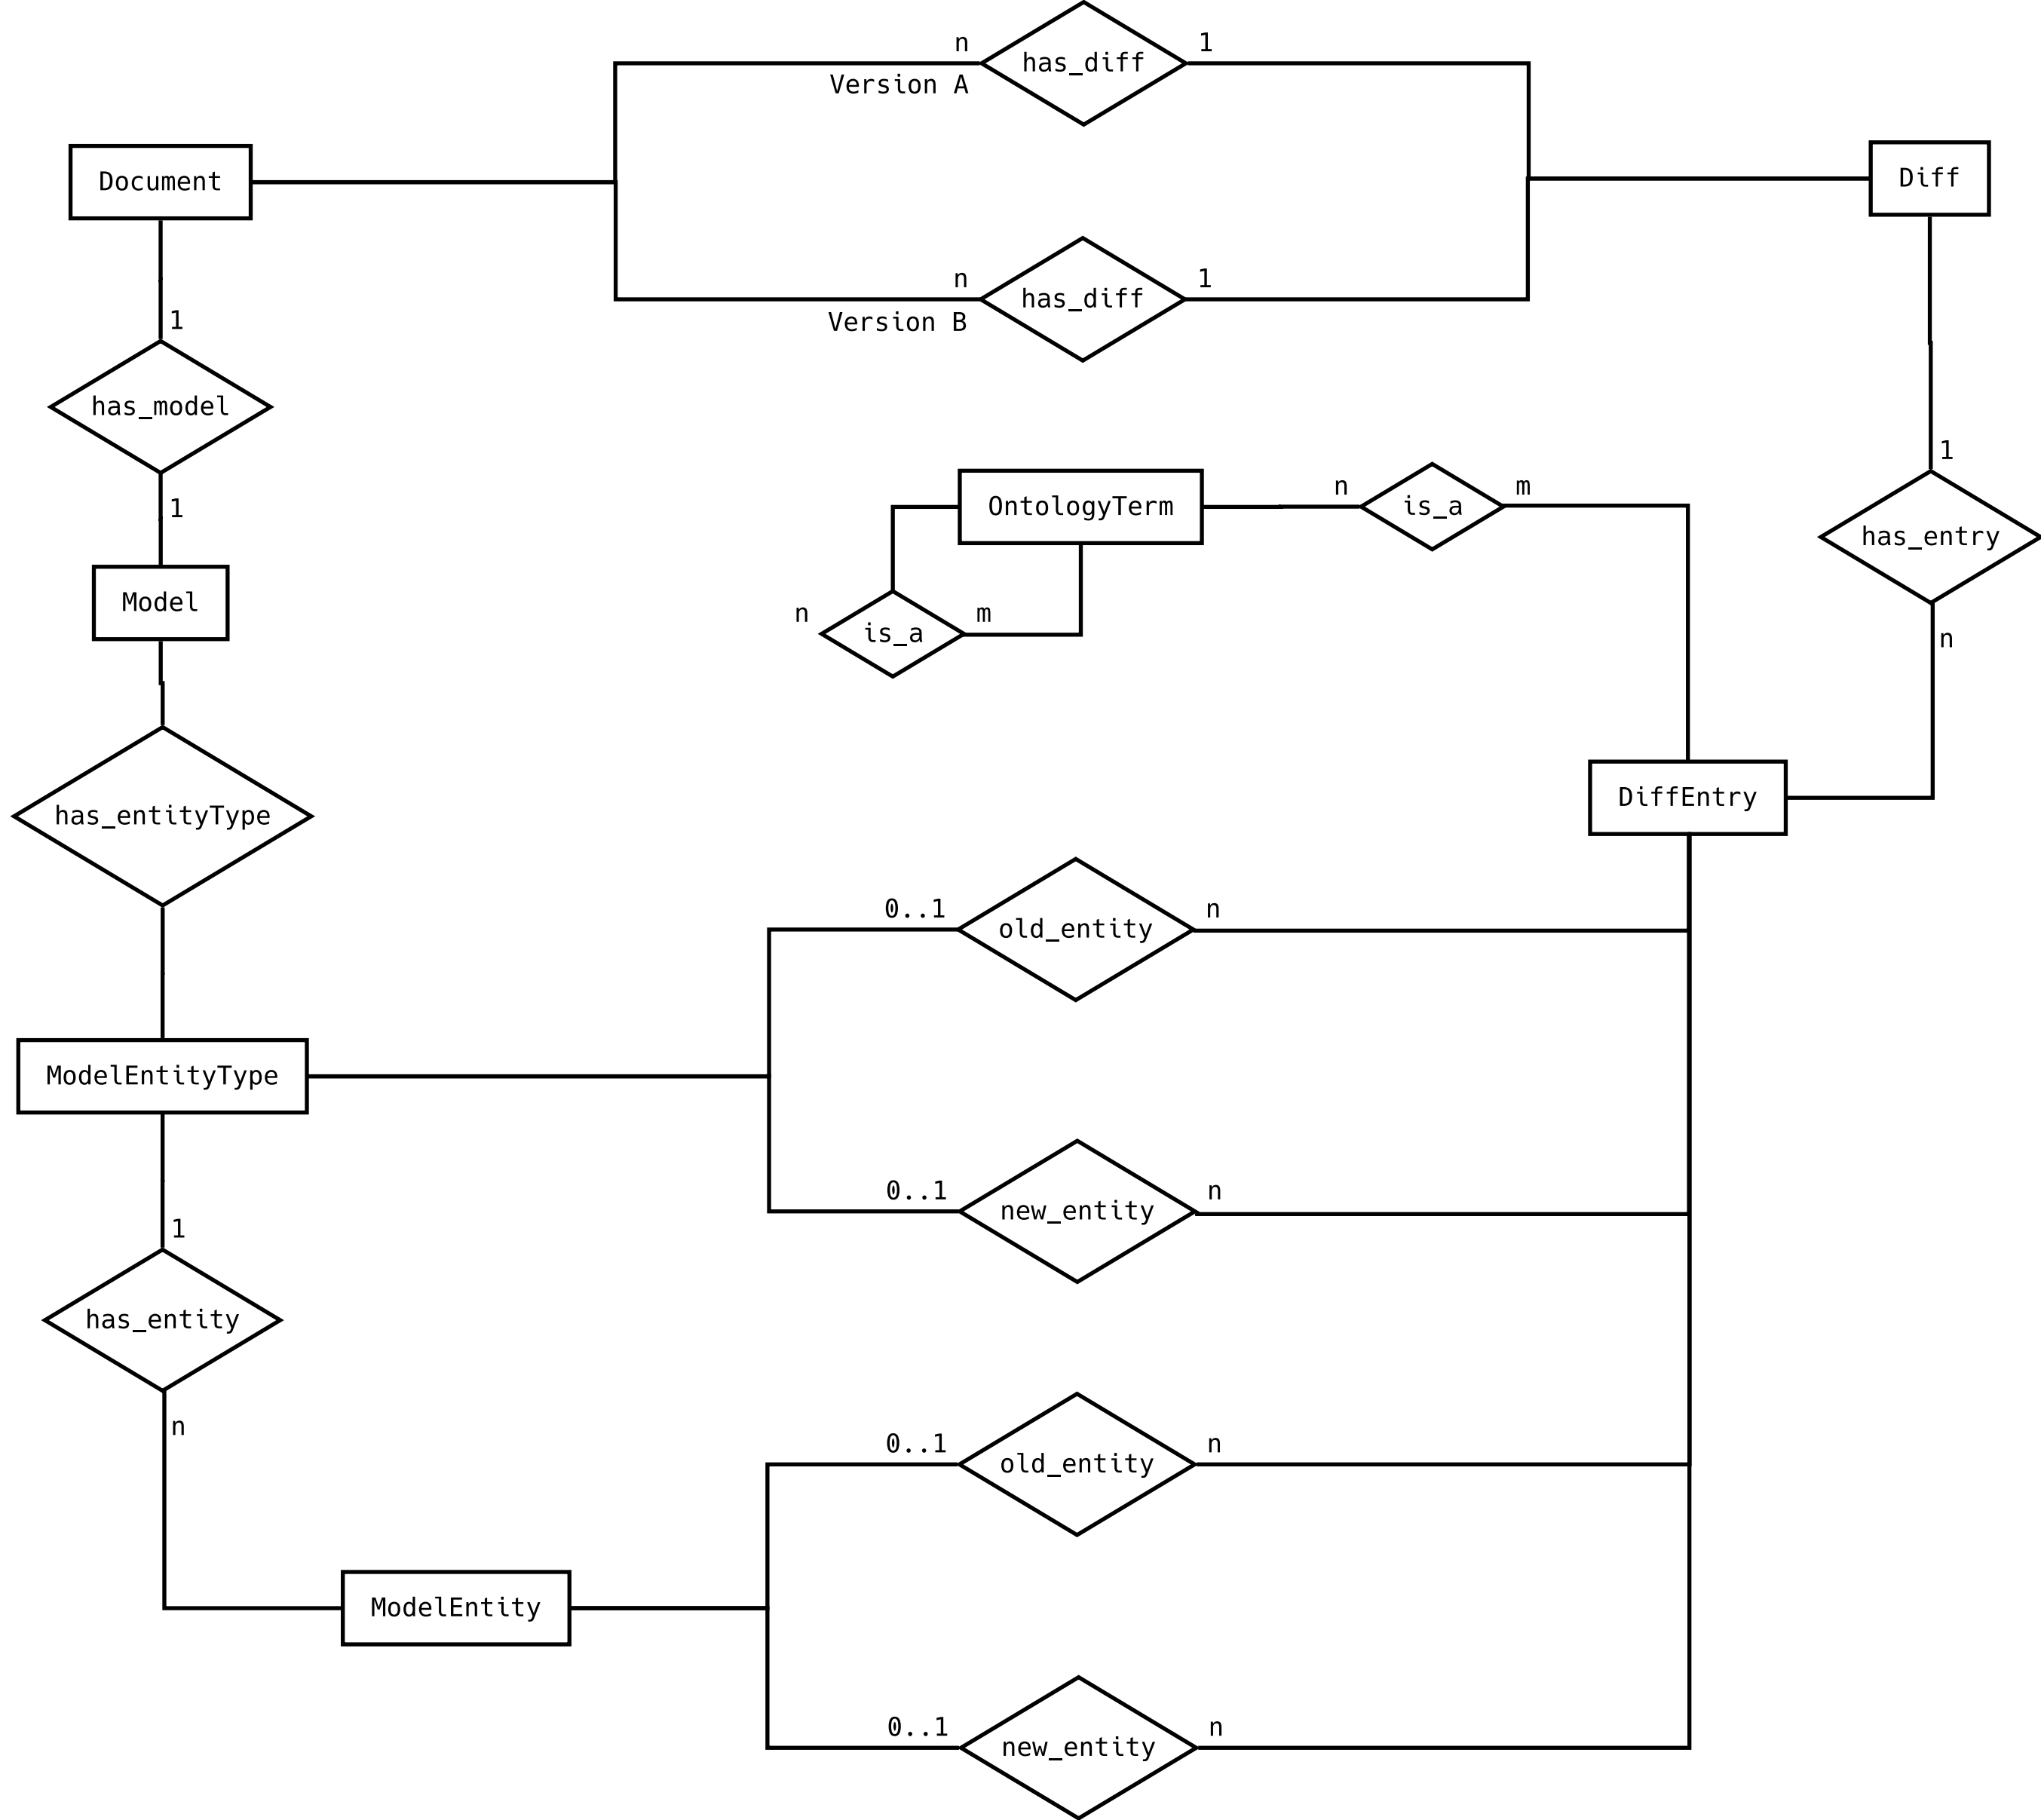 n
has_diff
1
Version A
Document
Diff
n
has_diff
1
Version B
1
has_model
1
Model
OntologyTerm
n
is_a
m
n
is_a
m
1
has_entry
n
has_entityType
DiffEntry
0..1
old_entity
n
ModelEntityType
0..1
new_entity
n
1
has_entity
n
0..1
old_entity
n
ModelEntity
0..1
new_entity
n